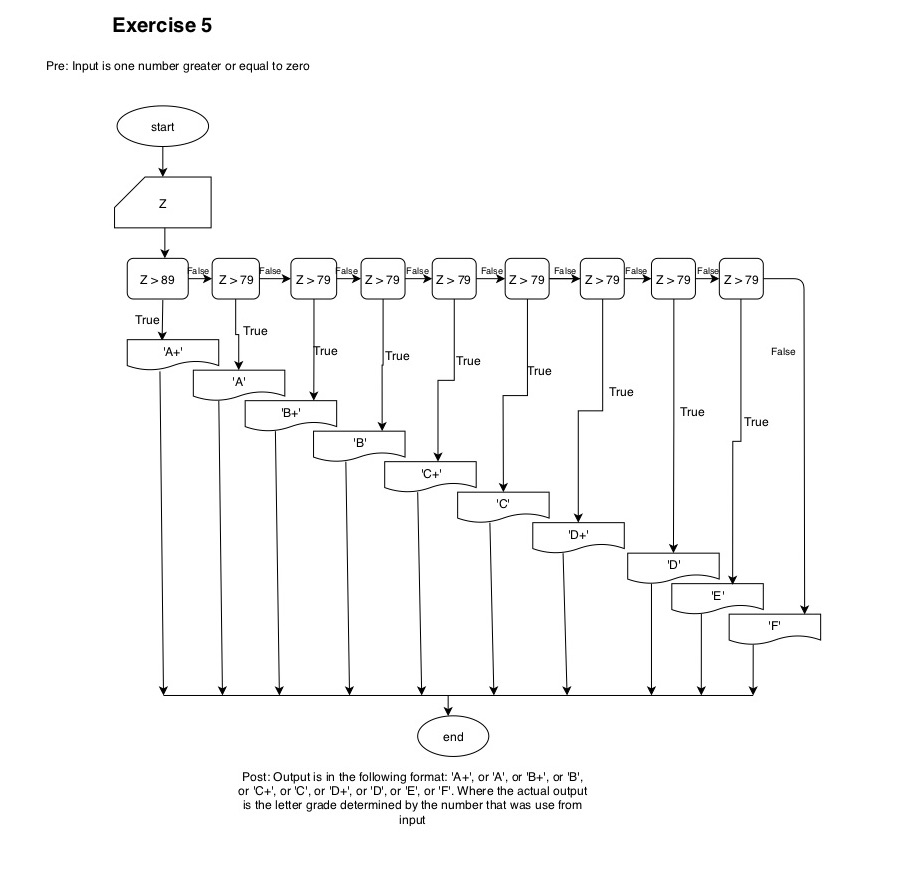 Exercise 5
Pre: Input is one number greater or equal to zero
start
Z
Z > 89
False
Z > 79
False
Z > 79
False
Z > 79
False
Z > 79
False
Z > 79
False
Z > 79
False
Z > 79
False
Z > 79
True
True
True
True
True
True
True
True
True
False
'A+'
'A'
'B+'
'B'
'C+'
'C'
'D+'
'D'
'E'
'F'
end
Post: Output is in the following format: 'A+', or 'A', or 'B+', or 'B',
or 'C+', or 'C', or 'D+', or 'D', or 'E', or 'F'. Where the actual output
is the letter grade determined by the number that was use from
input